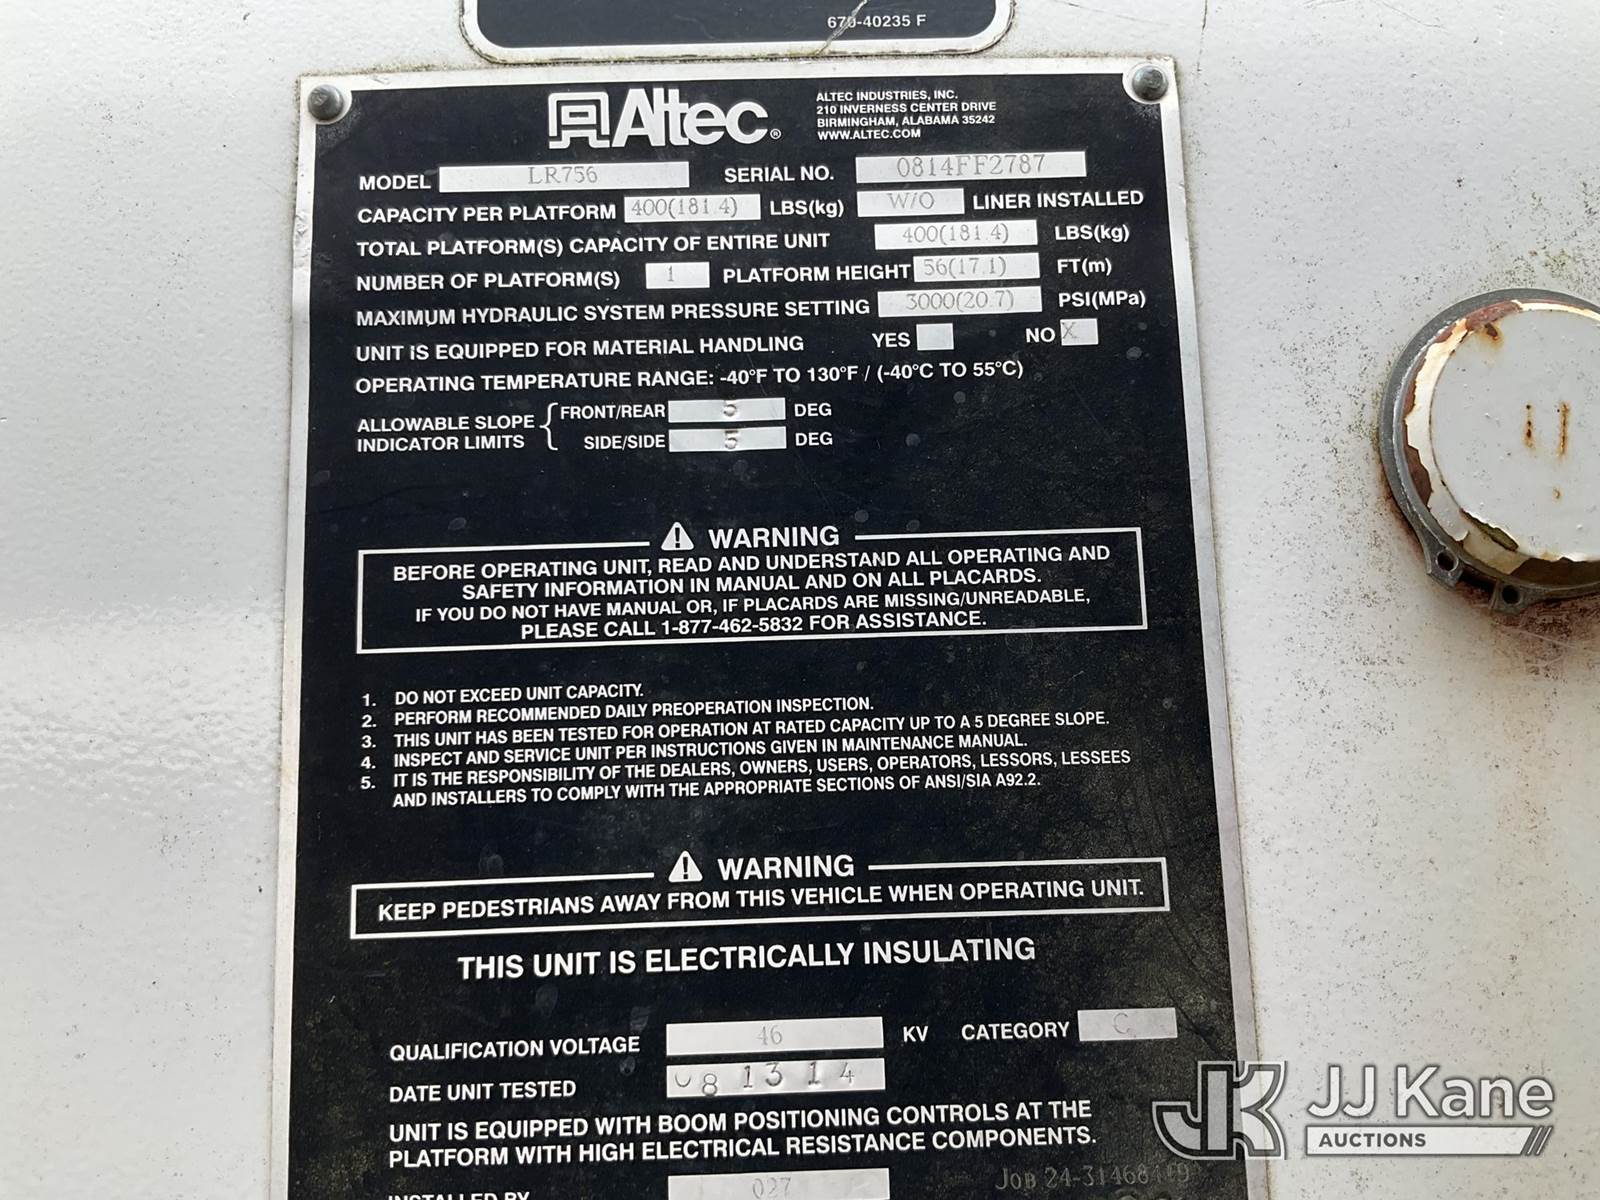 670-40235 F
Altec®
ALTEC INDUSTRIES, INC.
210 INVERNESS CENTER DRIVE
BIRMINGHAM, ALABAMA 35242
WWW.ALTEC.COM
MODEL LR756 SERIAL NO. 0814FF2787
CAPACITY PER PLATFORM 400(181.4) LBS(kg) W/O LINER INSTALLED
TOTAL PLATFORM(S) CAPACITY OF ENTIRE UNIT 400(181.4) LBS(kg)
NUMBER OF PLATFORM(S) 1 PLATFORM HEIGHT 56(17.1) FT(m)
MAXIMUM HYDRAULIC SYSTEM PRESSURE SETTING 3000(20.7) PSI(MPa)
UNIT IS EQUIPPED FOR MATERIAL HANDLING YES NO X
OPERATING TEMPERATURE RANGE: -40°F TO 130°F / (-40°C TO 55°C)
ALLOWABLE SLOPE INDICATOR LIMITS
FRONT/REAR 5 DEG
SIDE/SIDE 5 DEG
WARNING
BEFORE OPERATING UNIT, READ AND UNDERSTAND ALL OPERATING AND
SAFETY INFORMATION IN MANUAL AND ON ALL PLACARDS.
IF YOU DO NOT HAVE MANUAL OR, IF PLACARDS ARE MISSING/UNREADABLE,
PLEASE CALL 1-877-462-5832 FOR ASSISTANCE.
1. DO NOT EXCEED UNIT CAPACITY.
2. PERFORM RECOMMENDED DAILY PREOPERATION INSPECTION.
3. THIS UNIT HAS BEEN TESTED FOR OPERATION AT RATED CAPACITY UP TO A 5 DEGREE SLOPE.
4. INSPECT AND SERVICE UNIT PER INSTRUCTIONS GIVEN IN MAINTENANCE MANUAL.
5. IT IS THE RESPONSIBILITY OF THE DEALERS, OWNERS, USERS, OPERATORS, LESSORS, LESSEES
AND INSTALLERS TO COMPLY WITH THE APPROPRIATE SECTIONS OF ANSI/SIA A92.2.
WARNING
KEEP PEDESTRIANS AWAY FROM THIS VEHICLE WHEN OPERATING UNIT.
THIS UNIT IS ELECTRICALLY INSULATING
QUALIFICATION VOLTAGE 46 KV CATEGORY C
DATE UNIT TESTED 08 13 14
UNIT IS EQUIPPED WITH BOOM POSITIONING CONTROLS AT THE
PLATFORM WITH HIGH ELECTRICAL RESISTANCE COMPONENTS.
INSTALLED BY 027
JOB
JK JJ Kane
AUCTIONS